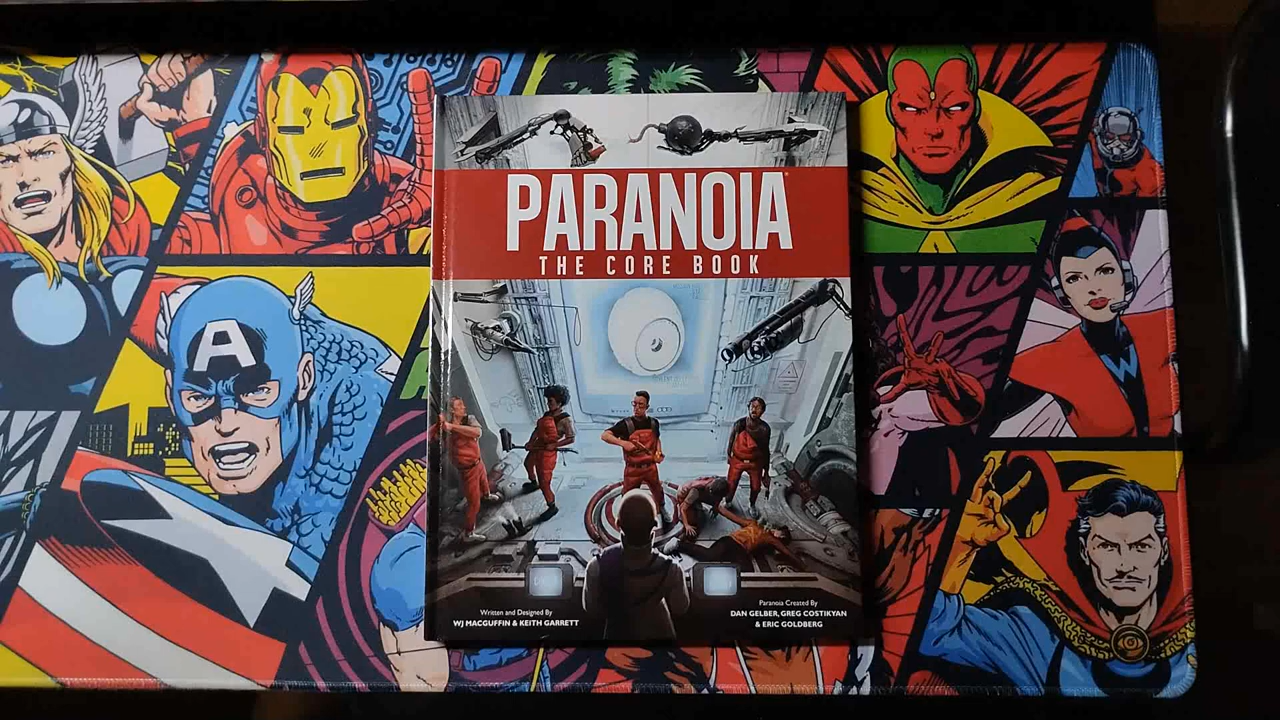 PARANOIA
THE CORE BOOK
Written and Designed By
WJ MACGUFFIN & KEITH GARRETT
Paranoia Created By
DAN GELBER, GREG COSTIKYAN
& ERIC GOLDBERG
A
W